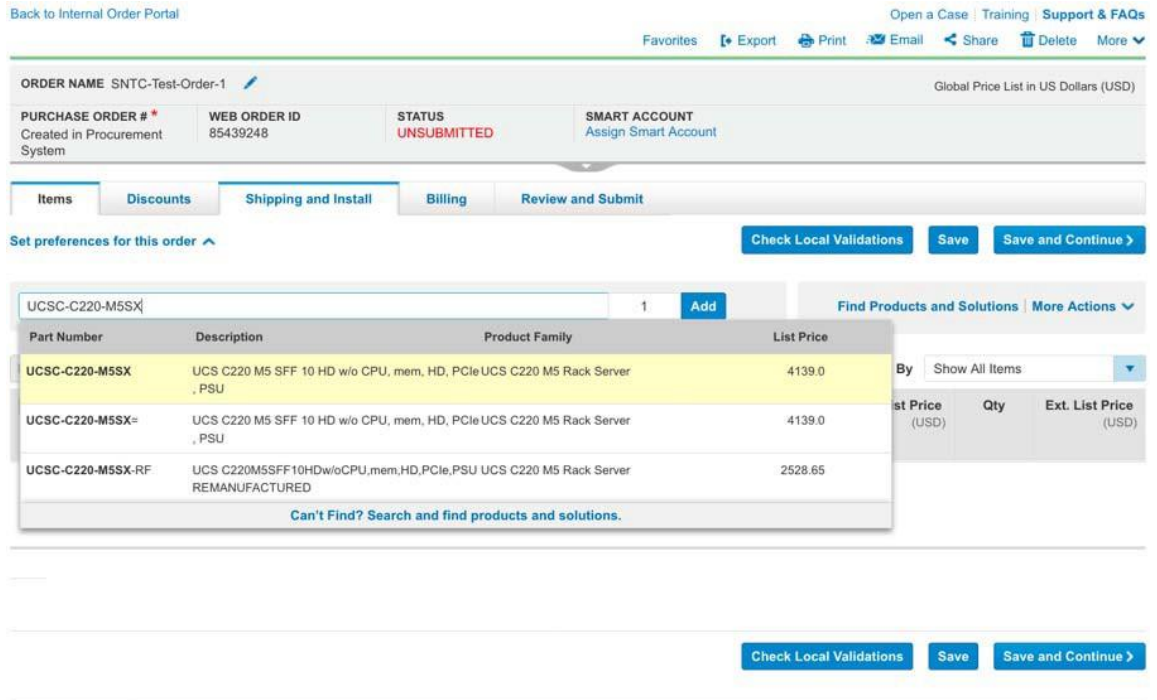 Back to Internal Order Portal
Open a Case | Training | Support & FAQs
Favorites Export Print Email Share Delete More
ORDER NAME SNTC-Test-Order-1
Global Price List in US Dollars (USD)
PURCHASE ORDER # * WEB ORDER ID STATUS SMART ACCOUNT
Created in Procurement 85439248 UNSUBMITTED Assign Smart Account
System
Items Discounts Shipping and Install Billing Review and Submit
Set preferences for this order
Check Local Validations Save Save and Continue
UCSC-C220-M5SX 1 Add
Find Products and Solutions | More Actions
Part Number Description Product Family List Price
UCSC-C220-M5SX UCS C220 M5 SFF 10 HD w/o CPU, mem, HD, PCIe UCS C220 M5 Rack Server 4139.0
, PSU
By Show All Items
UCSC-C220-M5SX= UCS C220 M5 SFF 10 HD w/o CPU, mem, HD, PCIe UCS C220 M5 Rack Server 4139.0
, PSU
st Price Qty Ext. List Price
(USD) (USD)
UCSC-C220-M5SX-RF UCS C220M5SFF10HDw/oCPU,mem,HD,PCIe,PSU UCS C220 M5 Rack Server 2528.65
REMANUFACTURED
Can't Find? Search and find products and solutions.
Check Local Validations Save Save and Continue